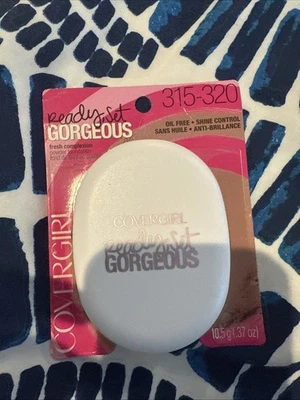 315-320
ready, set
GORGEOUS
OIL FREE • SHINE CONTROL
SANS HUILE • ANTI-BRILLANCE
fresh complexion
COVERGIRL
COVERGIRL
ready, set
GORGEOUS
10.5 g (.37 oz)